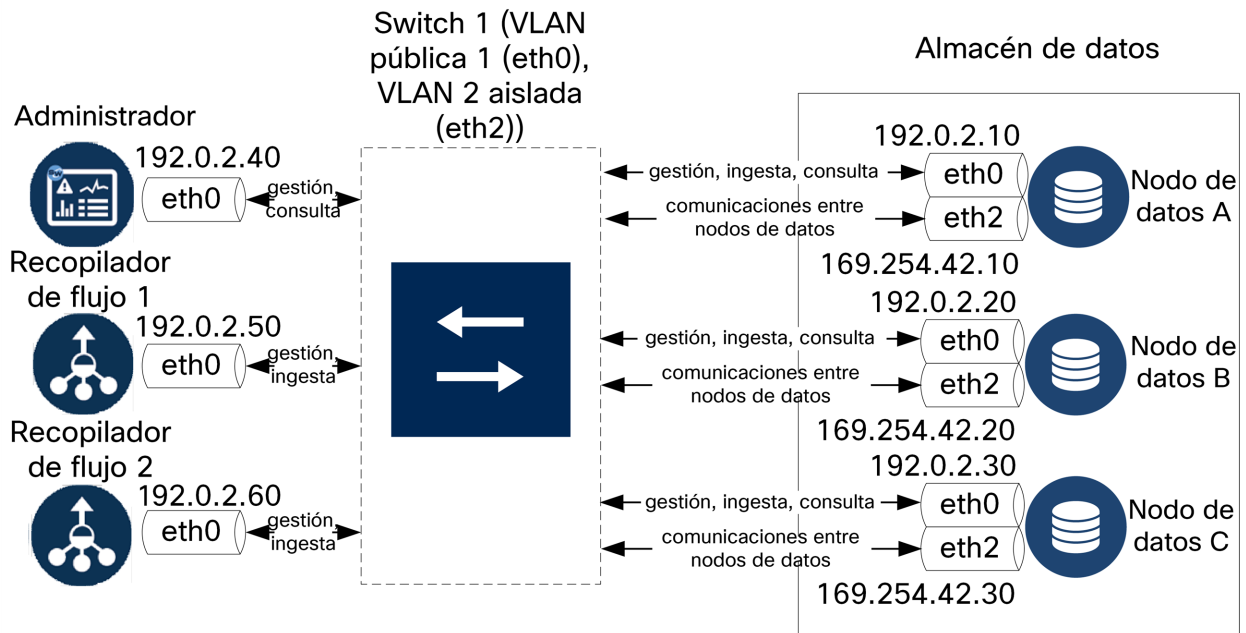 Switch 1 (VLAN
pública 1 (eth0),
VLAN 2 aislada
(eth2))
Almacén de datos
Administrador
192.0.2.40
eth0
gestión,
consulta
Recopilador
de flujo 1
192.0.2.50
eth0
gestión,
ingesta
Recopilador
de flujo 2
192.0.2.60
eth0
gestión,
ingesta
192.0.2.10
gestión, ingesta, consulta
eth0
comunicaciones entre
nodos de datos
eth2
Nodo de
datos A
169.254.42.10
192.0.2.20
gestión, ingesta, consulta
eth0
comunicaciones entre
nodos de datos
eth2
Nodo de
datos B
169.254.42.20
192.0.2.30
gestión, ingesta, consulta
eth0
comunicaciones entre
nodos de datos
eth2
Nodo de
datos C
169.254.42.30